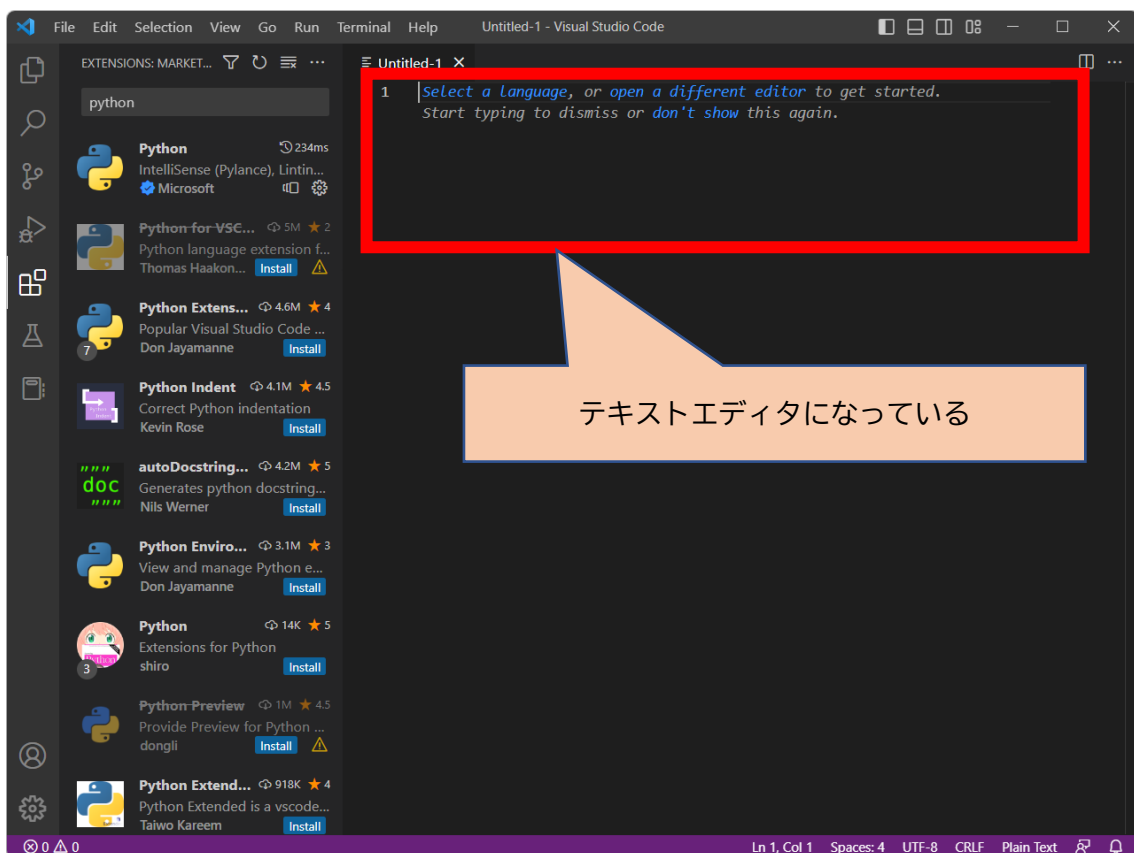 File Edit Selection View Go Run Terminal Help Untitled-1 - Visual Studio Code
EXTENSIONS: MARKET...
python
Python 234ms
IntelliSense (Pylance), Lintin...
Microsoft
Python for VSC... 5M ★ 2
Python language extension f...
Thomas Haakon... Install
Python Extens... 4.6M ★ 4
Popular Visual Studio Code ...
7
Don Jayamanne Install
Python Indent 4.1M ★ 4.5
Correct Python indentation
Kevin Rose Install
autoDocstring... 4.2M ★ 5
"""
doc
"""
Generates python docstring...
Nils Werner Install
Python Enviro... 3.1M ★ 3
View and manage Python e...
Don Jayamanne Install
Python 14K ★ 5
Extensions for Python
3
shiro Install
Python Preview 1M ★ 4.5
Provide Preview for Python ...
dongli Install
Python Extend... 918K ★ 4
Python Extended is a vscode...
Taiwo Kareem Install
Untitled-1
1 Select a language, or open a different editor to get started.
Start typing to dismiss or don't show this again.
テキストエディタになっている
0 0 Ln 1, Col 1 Spaces: 4 UTF-8 CRLF Plain Text